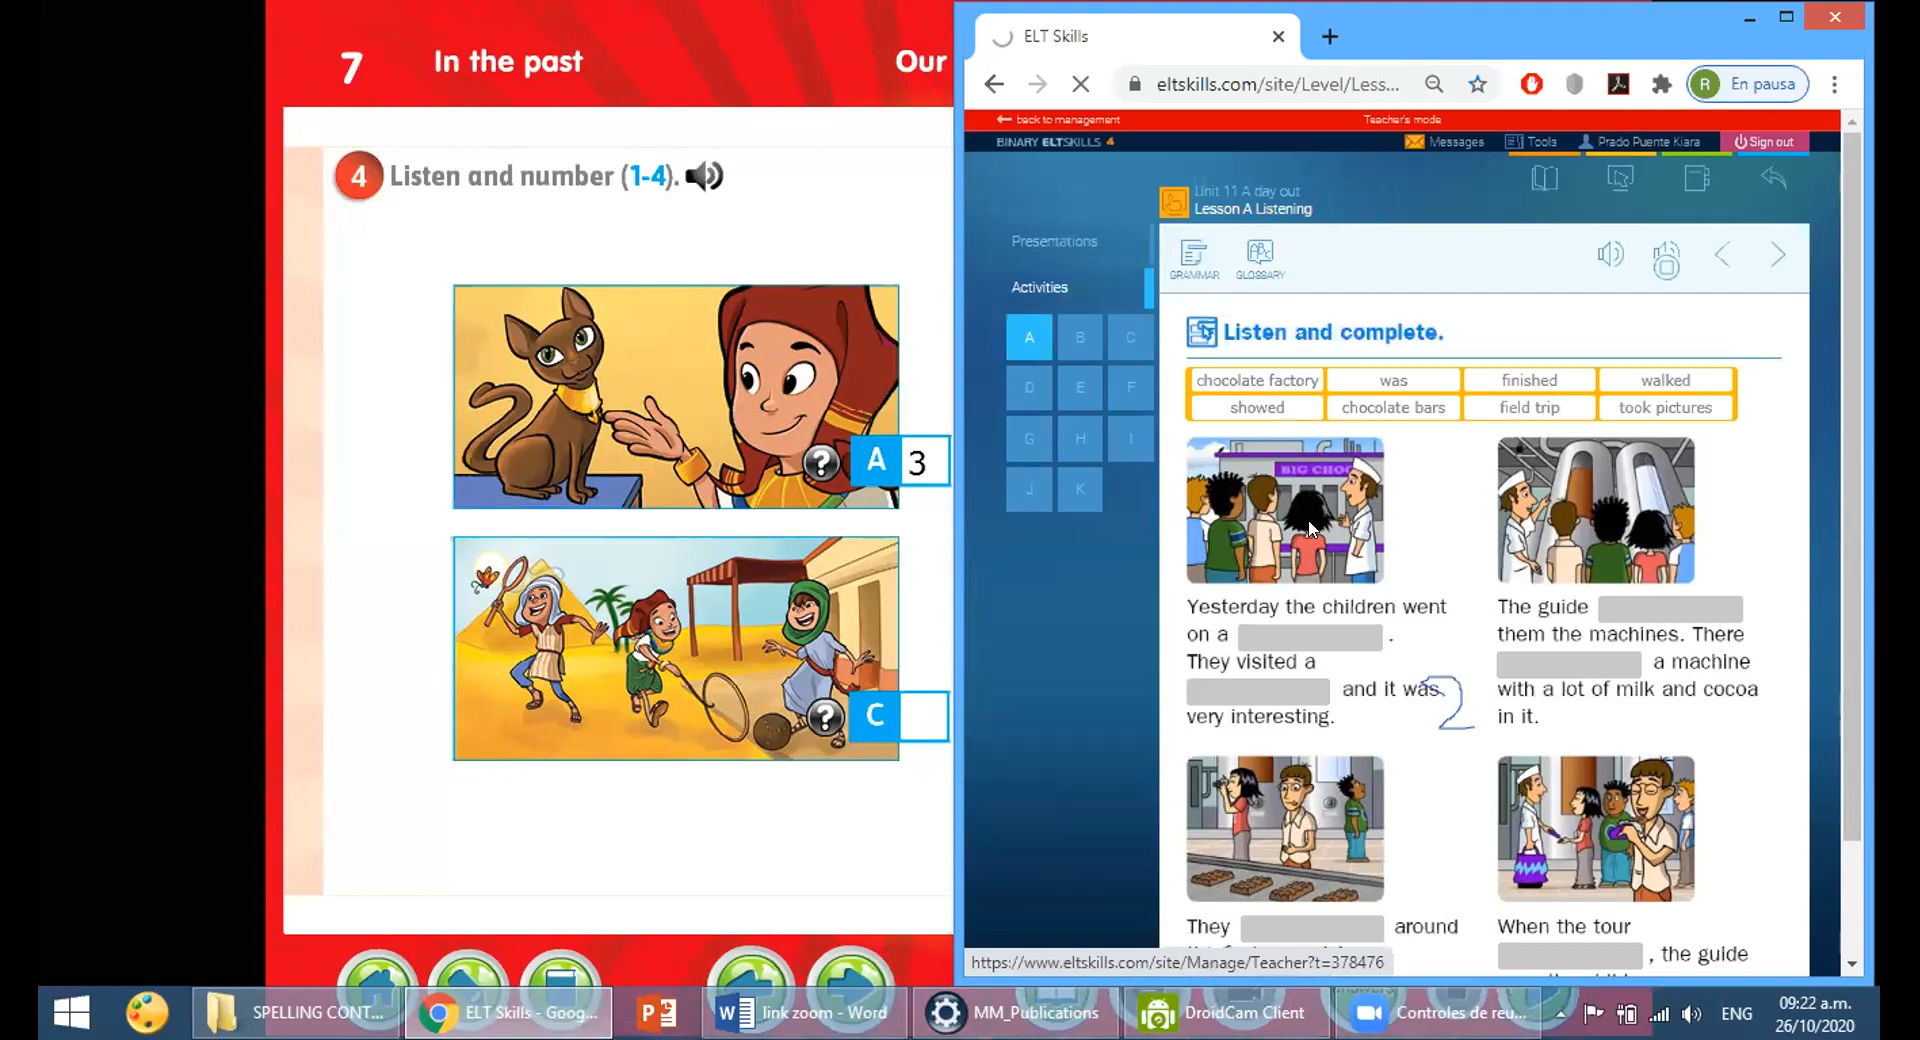 7 In the past Our
4 Listen and number (1-4).
A 3
C
ELT Skills
eltskills.com/site/Level/Less...
R En pausa
back to management Teacher's mode
BINARY ELTSKILLS 4 Messages Tools Prado Puente Kiara Sign out
Unit 11 A day out
Lesson A Listening
Presentations
Activities
GRAMMAR GLOSSARY
A B C
D E F
G H I
J K
Listen and complete.
chocolate factory was finished walked
showed chocolate bars field trip took pictures
BIG CHOC
Yesterday the children went
on a .
They visited a
and it was
very interesting.
2
The guide
them the machines. There
a machine
with a lot of milk and cocoa
in it.
They around
When the tour
, the guide
https://www.eltskills.com/site/Manage/Teacher?t=378476
SPELLING CONT... ELT Skills - Goog... link zoom - Word MM_Publications DroidCam Client Controles de reu... ENG
09:22 a.m.
26/10/2020